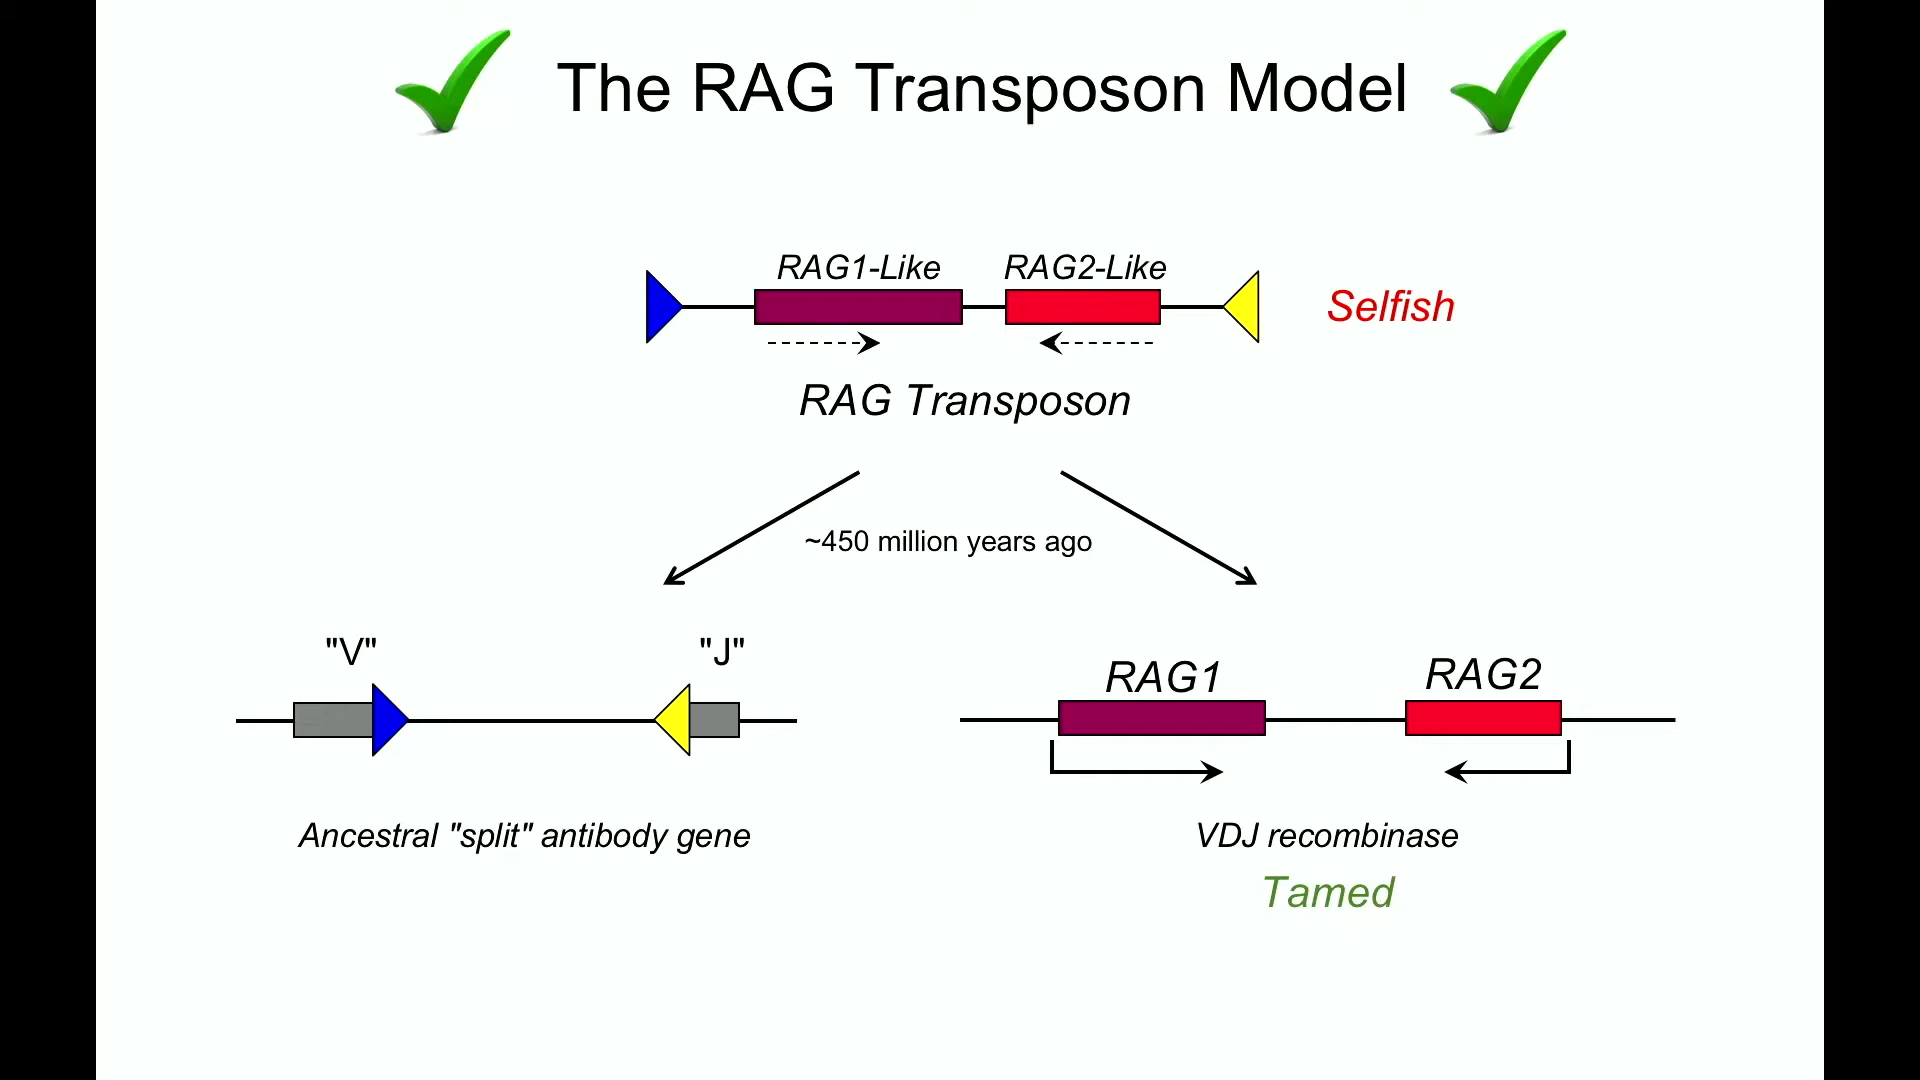 The RAG Transposon Model
RAG1-Like
RAG2-Like
Selfish
RAG Transposon
~450 million years ago
"V"
"J"
RAG1
RAG2
Ancestral "split" antibody gene
VDJ recombinase
Tamed